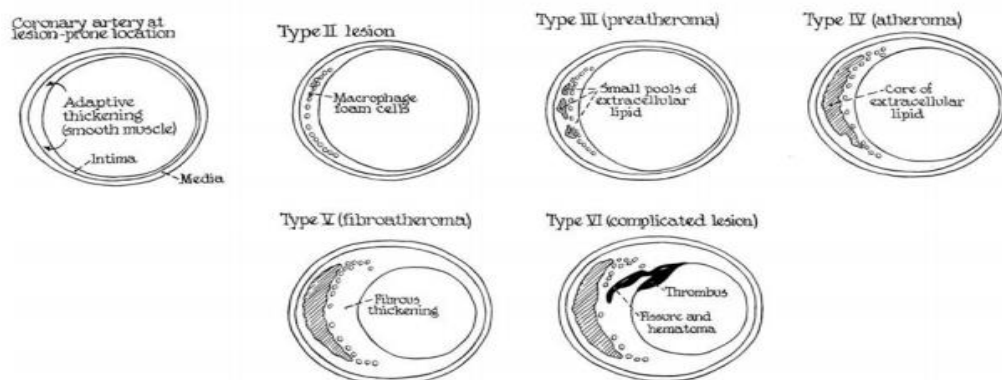 Coronary artery at
lesion-prone location
Adaptive
thickening
(smooth muscle)
Intima
Media
Type II lesion
Macrophage
foam cells
Type III (preatheroma)
Small pools of
extracellular
lipid
Type IV (atheroma)
Core of
extracellular
lipid
Type V (fibroatheroma)
Fibrous
thickening
Type VI (complicated lesion)
Thrombus
Fissure and
hematoma